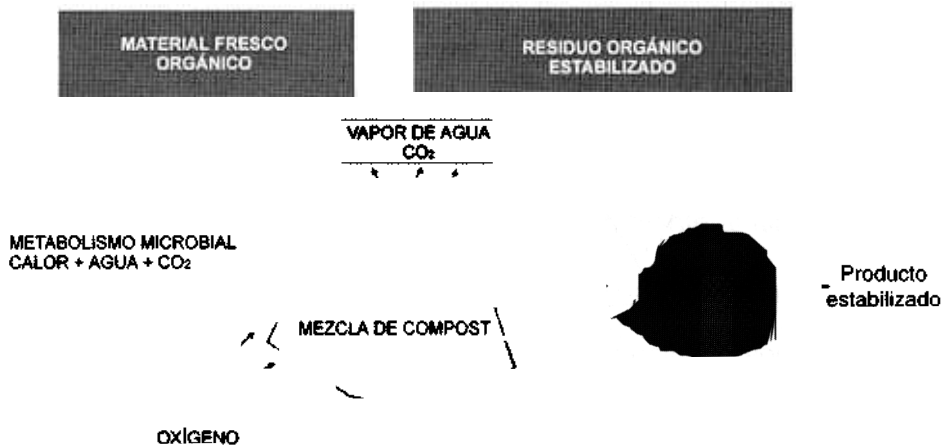 MATERIAL FRESCO
ORGÁNICO
RESIDUO ORGÁNICO
ESTABILIZADO
VAPOR DE AGUA
CO₂
METABOLISMO MICROBIAL
CALOR + AGUA + CO₂
MEZCLA DE COMPOST
Producto
estabilizado
OXÍGENO